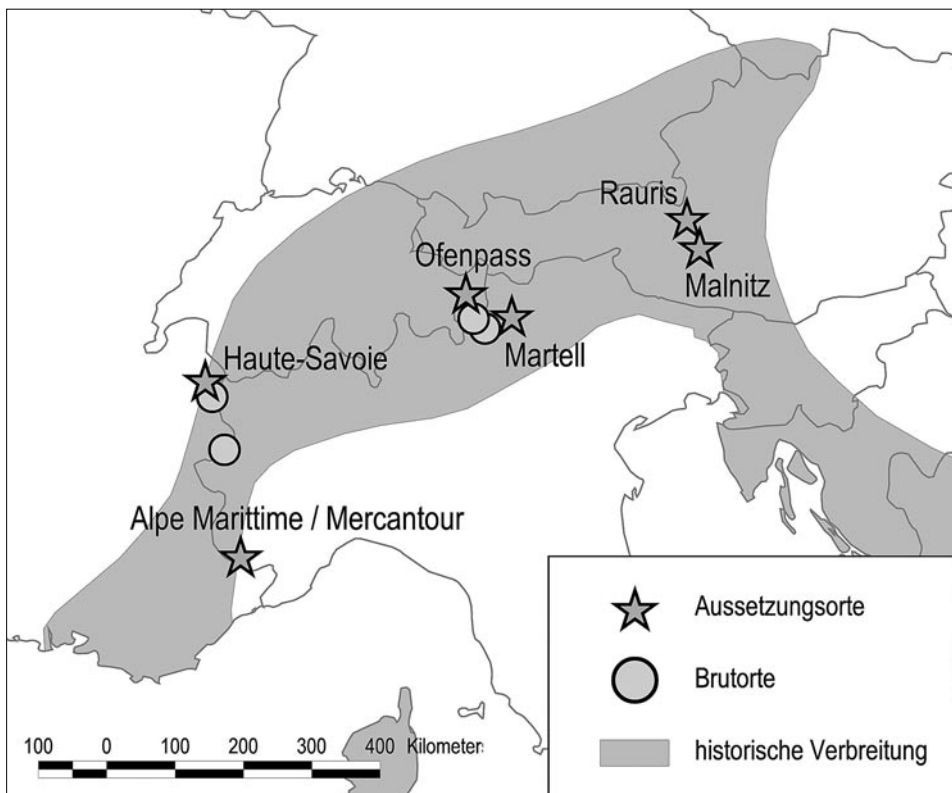 Rauris
Ofenpass
Malnitz
Haute-Savoie
Martell
Alpe Marittime / Mercantour
Aussetzungsorte
Brutorte
historische Verbreitung
100 0 100 200 300 400 Kilometer